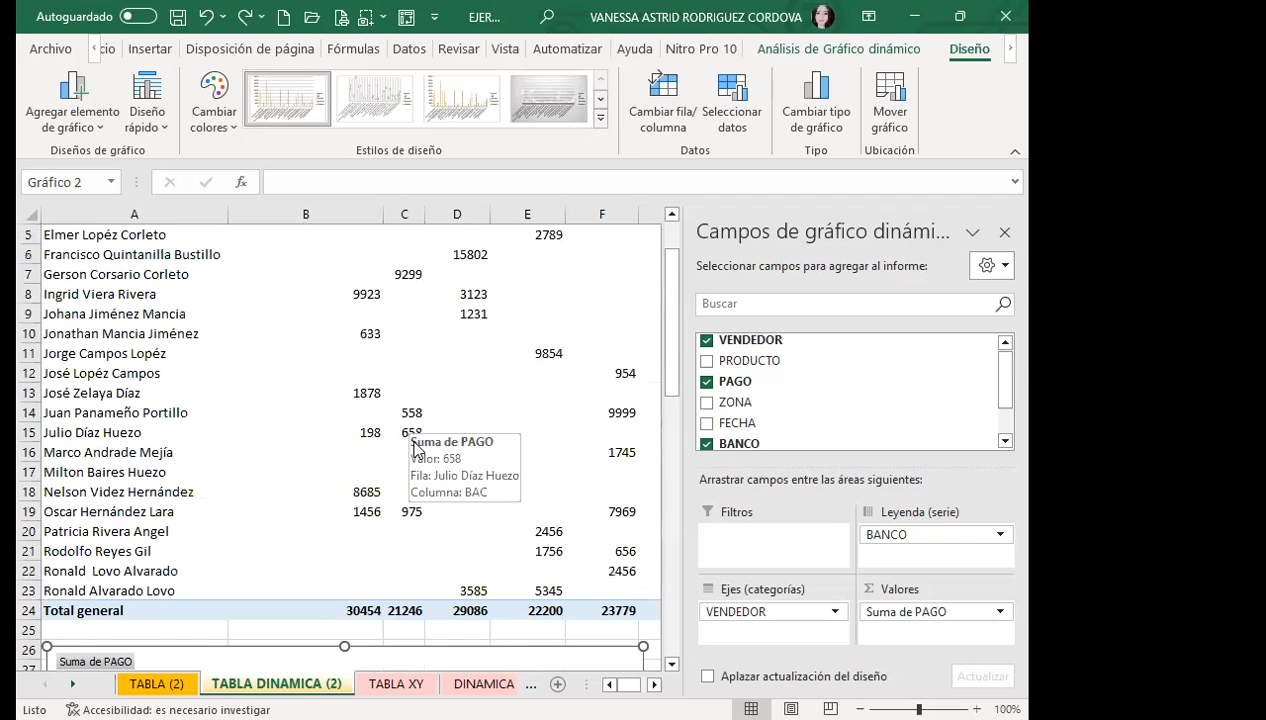 Autoguardado EJER... VANESSA ASTRID RODRIGUEZ CORDOVA
Archivo cio Insertar Disposición de página Fórmulas Datos Revisar Vista Automatizar Ayuda Nitro Pro 10 Análisis de Gráfico dinámico Diseño
Agregar elemento de gráfico Diseño rápido Cambiar colores Cambiar fila/ columna Seleccionar datos Cambiar tipo de gráfico Mover gráfico
Diseños de gráfico Estilos de diseño Datos Tipo Ubicación
Gráfico 2 fx
A B C D E F
5 Elmer Lopéz Corleto 2789
6 Francisco Quintanilla Bustillo 15802
7 Gerson Corsario Corleto 9299
8 Ingrid Viera Rivera 9923 3123
9 Johana Jiménez Mancia 1231
10 Jonathan Mancia Jiménez 633
11 Jorge Campos Lopéz 9854
12 José Lopéz Campos 954
13 José Zelaya Díaz 1878
14 Juan Panameño Portillo 558 9999
15 Julio Díaz Huezo 198 658
16 Marco Andrade Mejía 1745
17 Milton Baires Huezo
18 Nelson Videz Hernández 8685
19 Oscar Hernández Lara 1456 975 7969
20 Patricia Rivera Angel 2456
21 Rodolfo Reyes Gil 1756 656
22 Ronald Lovo Alvarado 2456
23 Ronald Alvarado Lovo 3585 5345
24 Total general 30454 21246 29086 22200 23779
25
26
27
Suma de PAGO
Valor: 658
Fila: Julio Díaz Huezo
Columna: BAC
Suma de PAGO
Campos de gráfico dinámi...
Seleccionar campos para agregar al informe:
Buscar
VENDEDOR
PRODUCTO
PAGO
ZONA
FECHA
BANCO
Arrastrar campos entre las áreas siguientes:
Filtros Leyenda (serie)
BANCO
Ejes (categorías) Σ Valores
VENDEDOR Suma de PAGO
Aplazar actualización del diseño Actualizar
TABLA (2) TABLA DINAMICA (2) TABLA XY DINAMICA ...
Listo Accesibilidad: es necesario investigar 100%